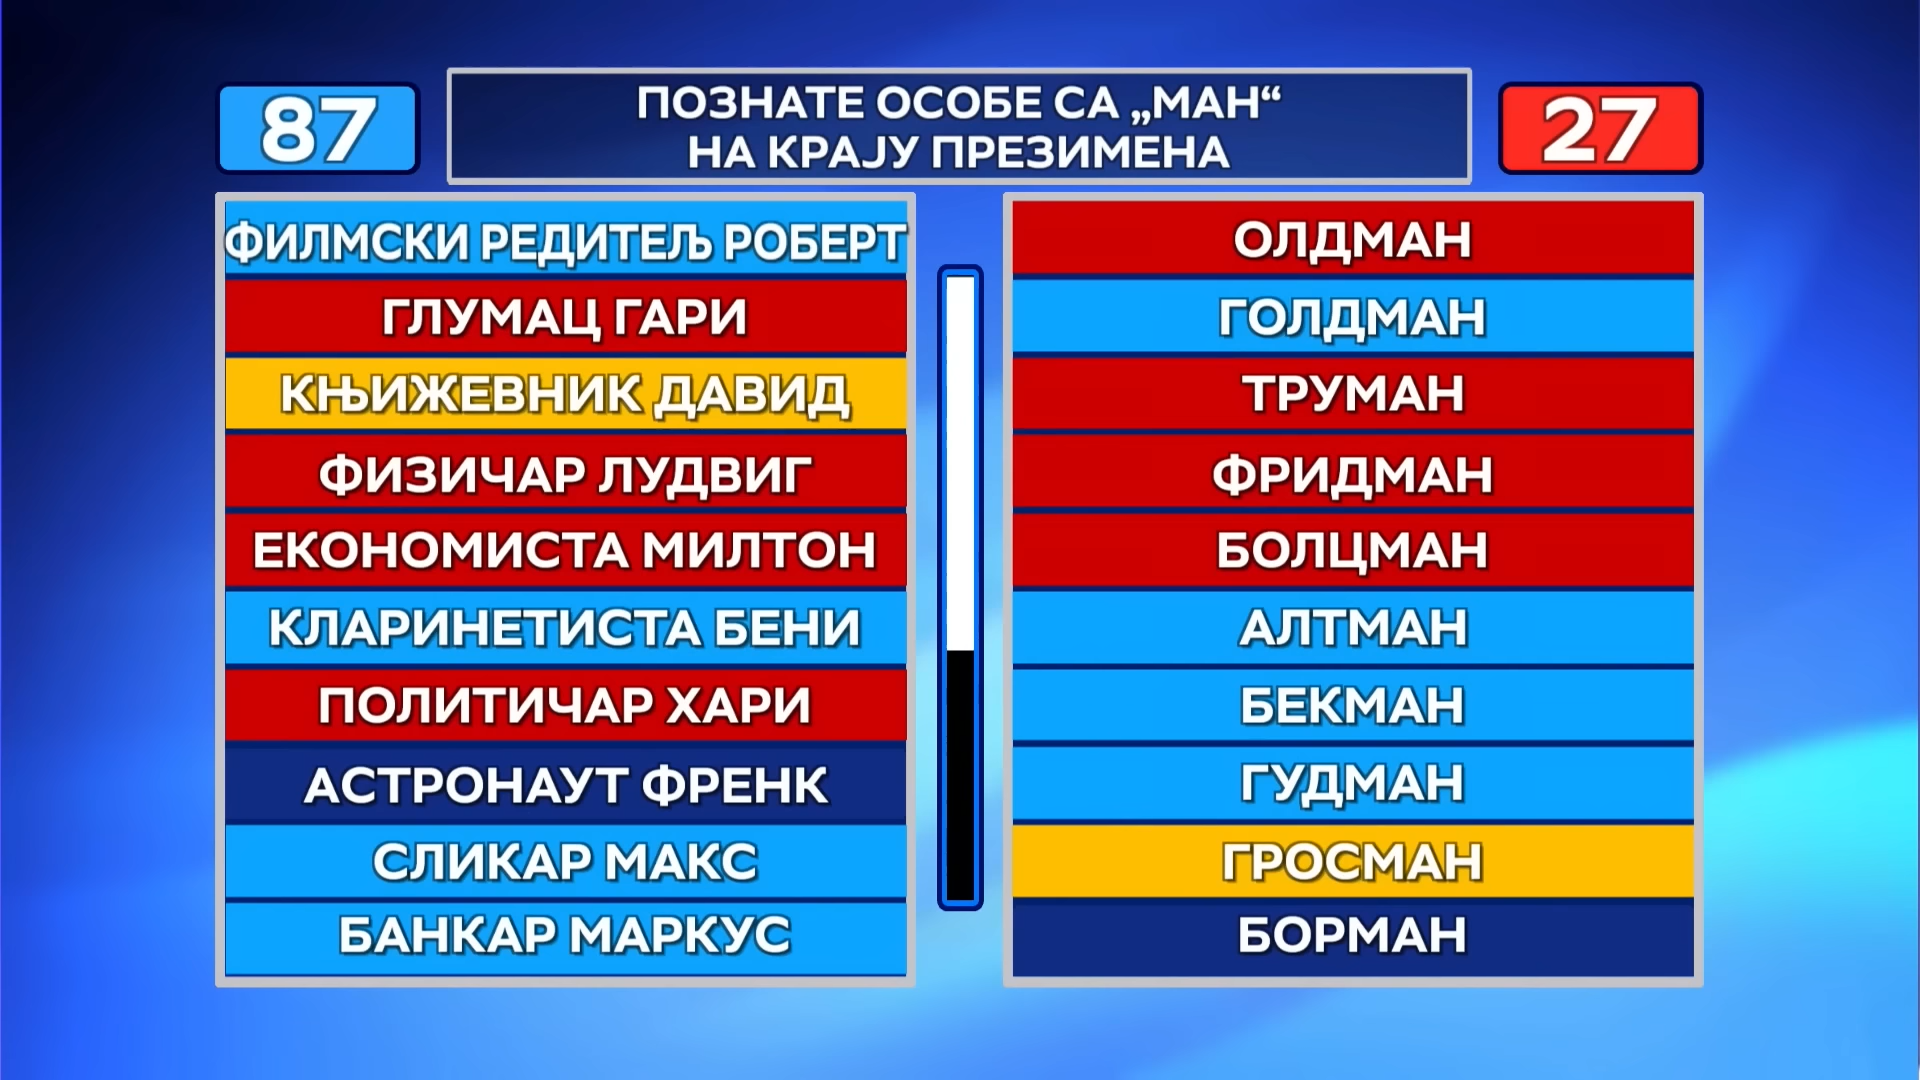 87
ПОЗНАТЕ ОСОБЕ СА „МАН“
НА КРАЈУ ПРЕЗИМЕНА
27
ФИЛМСКИ РЕДИТЕЉ РОБЕРТ
ГЛУМАЦ ГАРИ
КЊИЖЕВНИК ДАВИД
ФИЗИЧАР ЛУДВИГ
ЕКОНОМИСТА МИЛТОН
КЛАРИНЕТИСТА БЕНИ
ПОЛИТИЧАР ХАРИ
АСТРОНАУТ ФРЕНК
СЛИКАР МАКС
БАНКАР МАРКУС
ОЛДМАН
ГОЛДМАН
ТРУМАН
ФРИДМАН
БОЛЦМАН
АЛТМАН
БЕКМАН
ГУДМАН
ГРОСМАН
БОРМАН